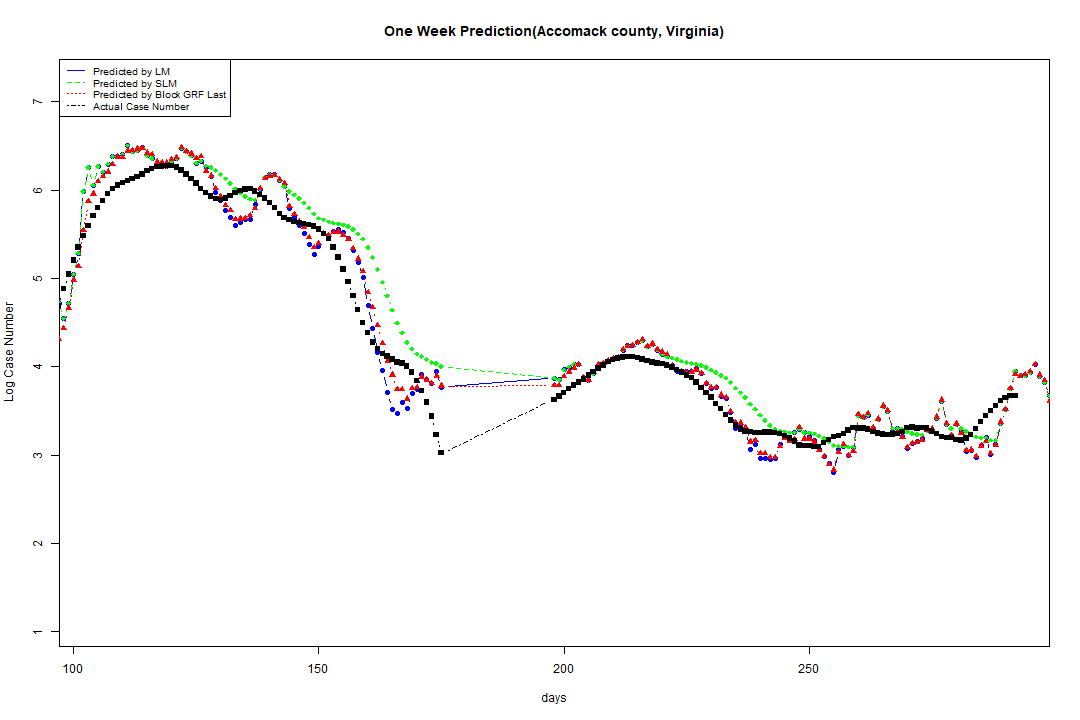 One Week Prediction(Accomack county, Virginia)
Predicted by LM
Predicted by SLM
Predicted by Block GRF Last
Actual Case Number
7
6
5
4
3
2
1
Log Case Number
100 150 200 250
days